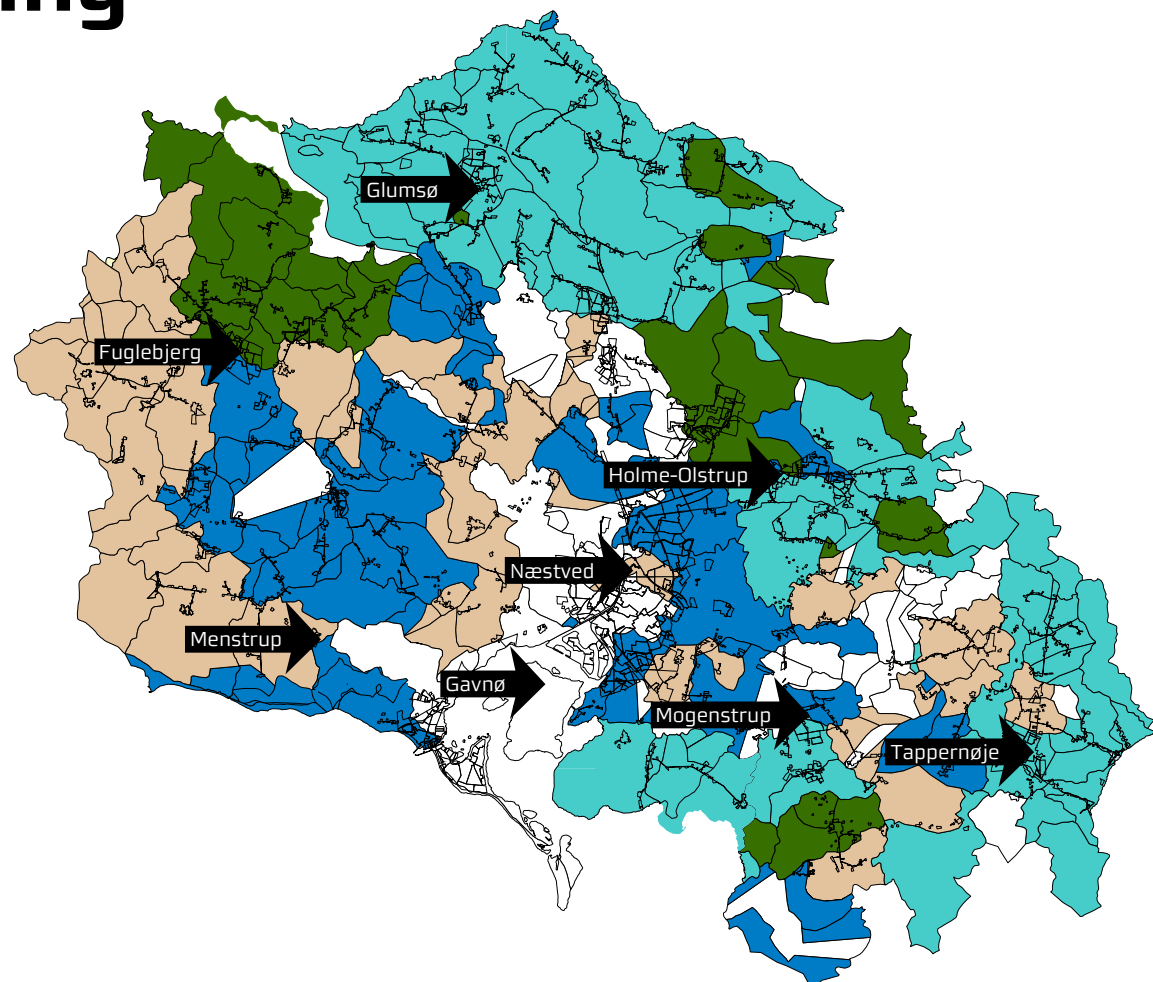 Glumsø
Fuglebjerg
Holme-Olstrup
Næstved
Menstrup
Gavnø
Mogenstrup
Tappernøje